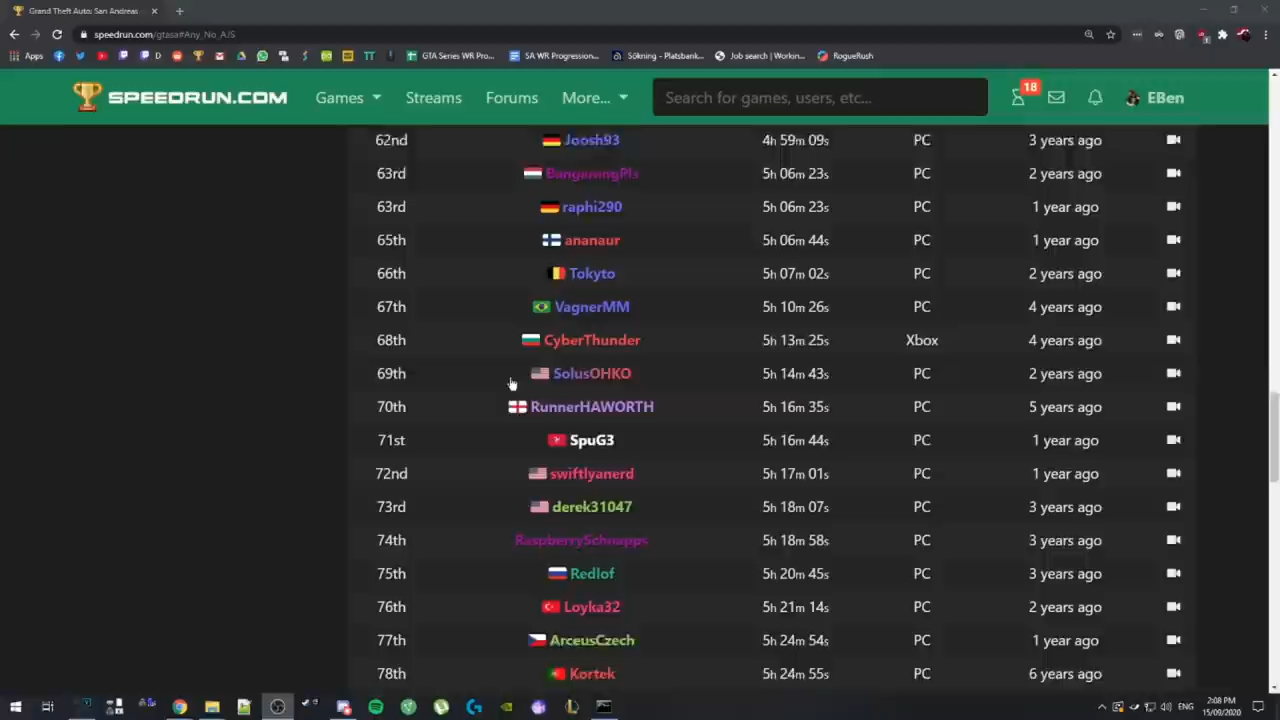 Grand Theft Auto: San Andreas
speedrun.com/gtasa#Any_No_AJS
Apps D TT GTA Series WR Pro... SA WR Progression... Sökning - Platsbank... Job search | Workin... RogueRush
SPEEDRUN.COM Games Streams Forums More... Search for games, users, etc... 18 EBen
62nd Joosh93 4h 59m 09s PC 3 years ago
63rd 5h 06m 23s PC 2 years ago
63rd raphi290 5h 06m 23s PC 1 year ago
65th ananaur 5h 06m 44s PC 1 year ago
66th Tokyto 5h 07m 02s PC 2 years ago
67th VagnerMM 5h 10m 26s PC 4 years ago
68th CyberThunder 5h 13m 25s Xbox 4 years ago
69th SolusOHKO 5h 14m 43s PC 2 years ago
70th RunnerHAWORTH 5h 16m 35s PC 5 years ago
71st SpuG3 5h 16m 44s PC 1 year ago
72nd swiftlyanerd 5h 17m 01s PC 1 year ago
73rd derek31047 5h 18m 07s PC 3 years ago
74th RaspberrySchnapps 5h 18m 58s PC 3 years ago
75th Redlof 5h 20m 45s PC 3 years ago
76th Loyka32 5h 21m 14s PC 2 years ago
77th ArceusCzech 5h 24m 54s PC 1 year ago
78th Kortek 5h 24m 55s PC 6 years ago
ENG 2:08 PM
15/09/2020